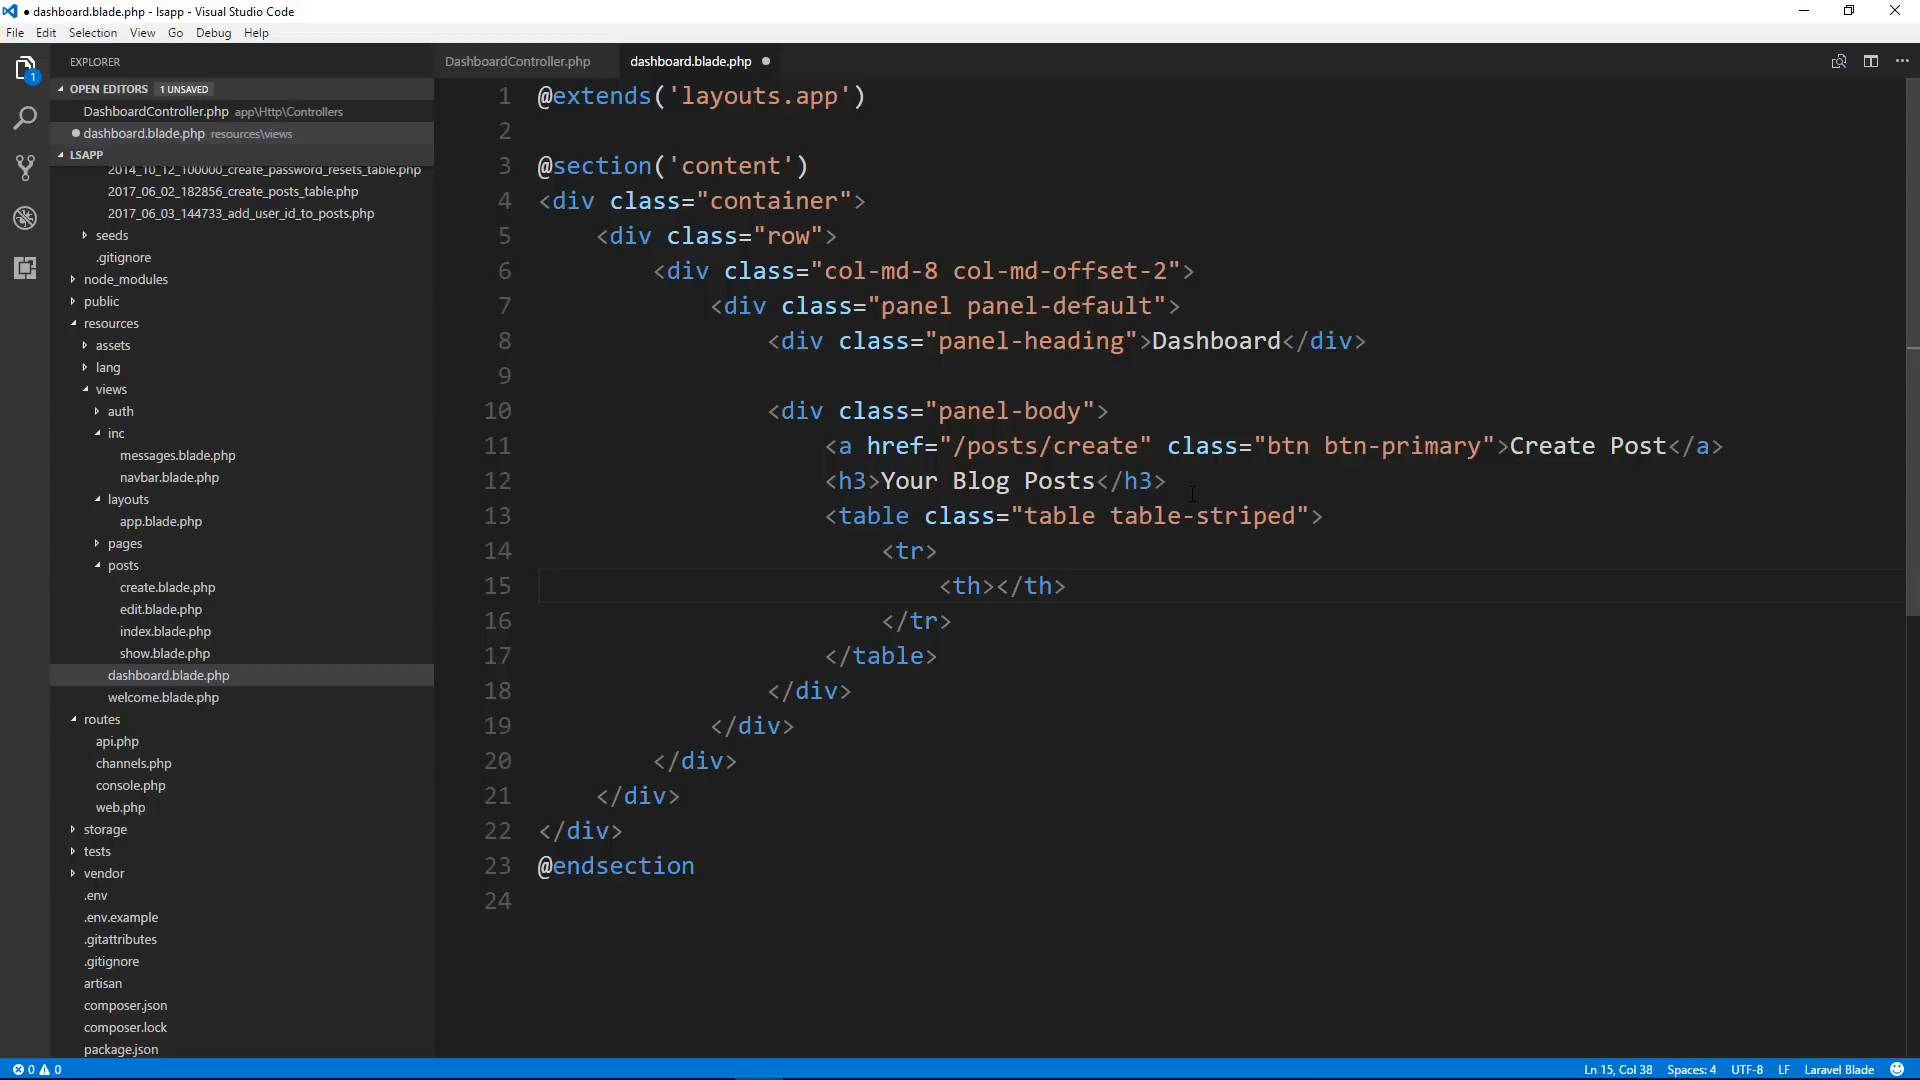 ● dashboard.blade.php - lsapp - Visual Studio Code
File Edit Selection View Go Debug Help
EXPLORER
OPEN EDITORS 1 UNSAVED
DashboardController.php app\Http\Controllers
● dashboard.blade.php resources\views
LSAPP
2014_10_12_100000_create_password_resets_table.php
2017_06_02_182856_create_posts_table.php
2017_06_03_144733_add_user_id_to_posts.php
seeds
.gitignore
node_modules
public
resources
assets
lang
views
auth
inc
messages.blade.php
navbar.blade.php
layouts
app.blade.php
pages
posts
create.blade.php
edit.blade.php
index.blade.php
show.blade.php
dashboard.blade.php
welcome.blade.php
routes
api.php
channels.php
console.php
web.php
storage
tests
vendor
.env
.env.example
.gitattributes
.gitignore
artisan
composer.json
composer.lock
package.json
1
DashboardController.php dashboard.blade.php ●
1 @extends('layouts.app')
2
3 @section('content')
4 <div class="container">
5     <div class="row">
6         <div class="col-md-8 col-md-offset-2">
7             <div class="panel panel-default">
8                 <div class="panel-heading">Dashboard</div>
9
10                 <div class="panel-body">
11                     <a href="/posts/create" class="btn btn-primary">Create Post</a>
12                     <h3>Your Blog Posts</h3>
13                     <table class="table table-striped">
14                         <tr>
15                             <th></th>
16                         </tr>
17                     </table>
18                 </div>
19             </div>
20         </div>
21     </div>
22 </div>
23 @endsection
24
0 0 Ln 15, Col 38 Spaces: 4 UTF-8 LF Laravel Blade